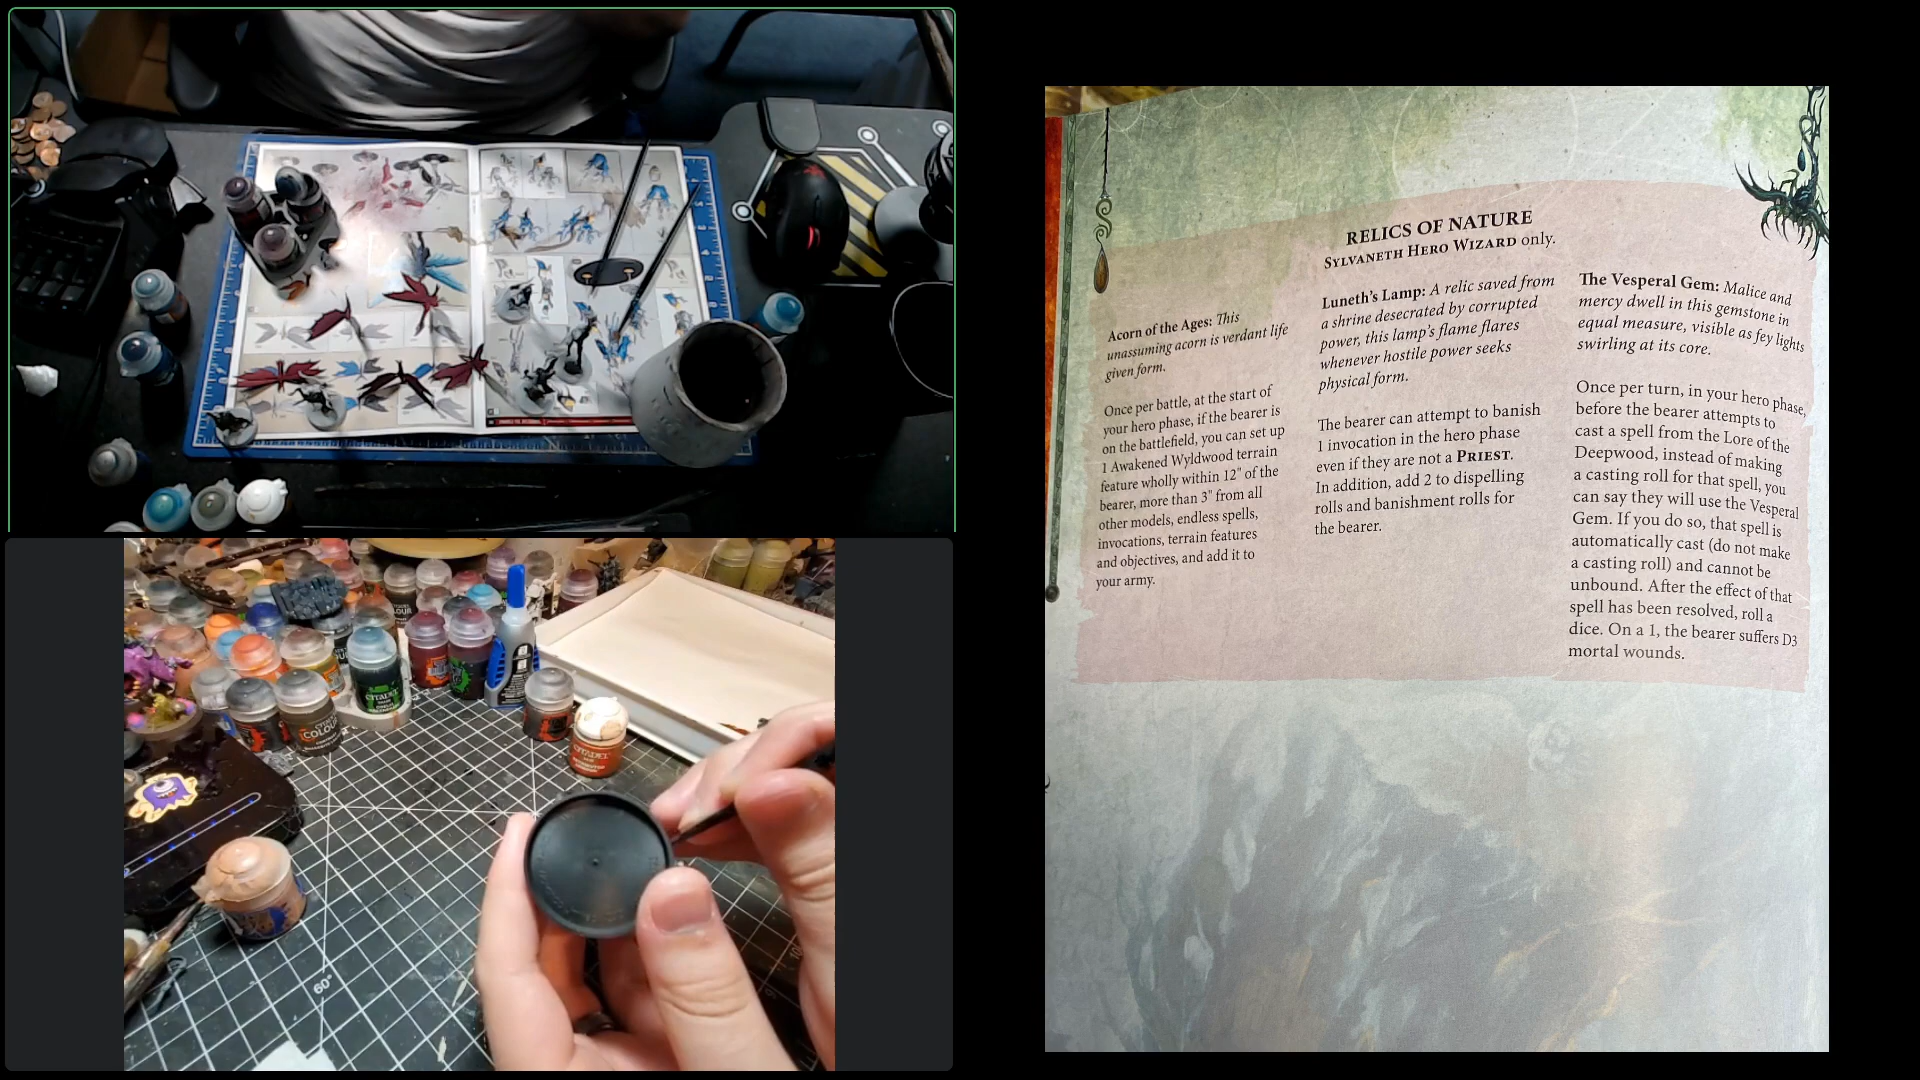 RELICS OF NATURE
SYLVANETH HERO WIZARD only.
Acorn of the Ages: This
unassuming acorn is verdant life
given form.
Once per battle, at the start of
your hero phase, if the bearer is
on the battlefield, you can set up
1 Awakened Wyldwood terrain
feature wholly within 12" of the
bearer, more than 3" from all
other models, endless spells,
invocations, terrain features
and objectives, and add it to
your army.
Luneth's Lamp: A relic saved from
a shrine desecrated by corrupted
power, this lamp's flame flares
whenever hostile power seeks
physical form.
The bearer can attempt to banish
1 invocation in the hero phase
even if they are not a PRIEST.
In addition, add 2 to dispelling
rolls and banishment rolls for
the bearer.
The Vesperal Gem: Malice and
mercy dwell in this gemstone in
equal measure, visible as fey lights
swirling at its core.
Once per turn, in your hero phase,
before the bearer attempts to
cast a spell from the Lore of the
Deepwood, instead of making
a casting roll for that spell, you
can say they will use the Vesperal
Gem. If you do so, that spell is
automatically cast (do not make
a casting roll) and cannot be
unbound. After the effect of that
spell has been resolved, roll a
dice. On a 1, the bearer suffers D3
mortal wounds.
CITADEL
CITADEL
COLOUR
CITADEL
60°